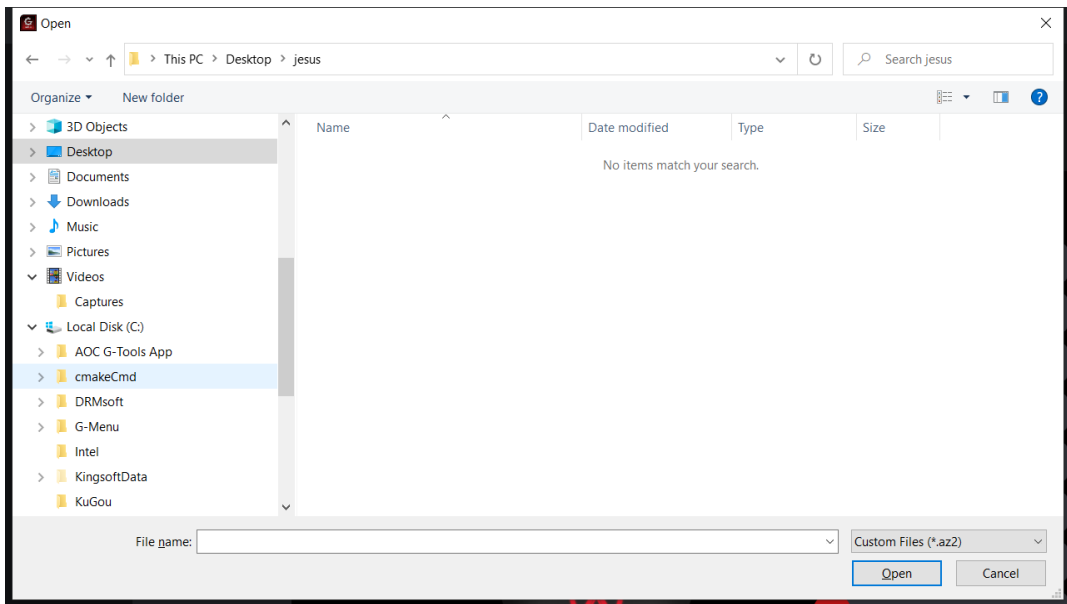 Open
This PC > Desktop > jesus
Search jesus
Organize
New folder
3D Objects
Desktop
Documents
Downloads
Music
Pictures
Videos
Captures
Local Disk (C:)
AOC G-Tools App
cmakeCmd
DRMsoft
G-Menu
Intel
KingsoftData
KuGou
Name Date modified Type Size
No items match your search.
File name:
Custom Files (*.az2)
Open Cancel